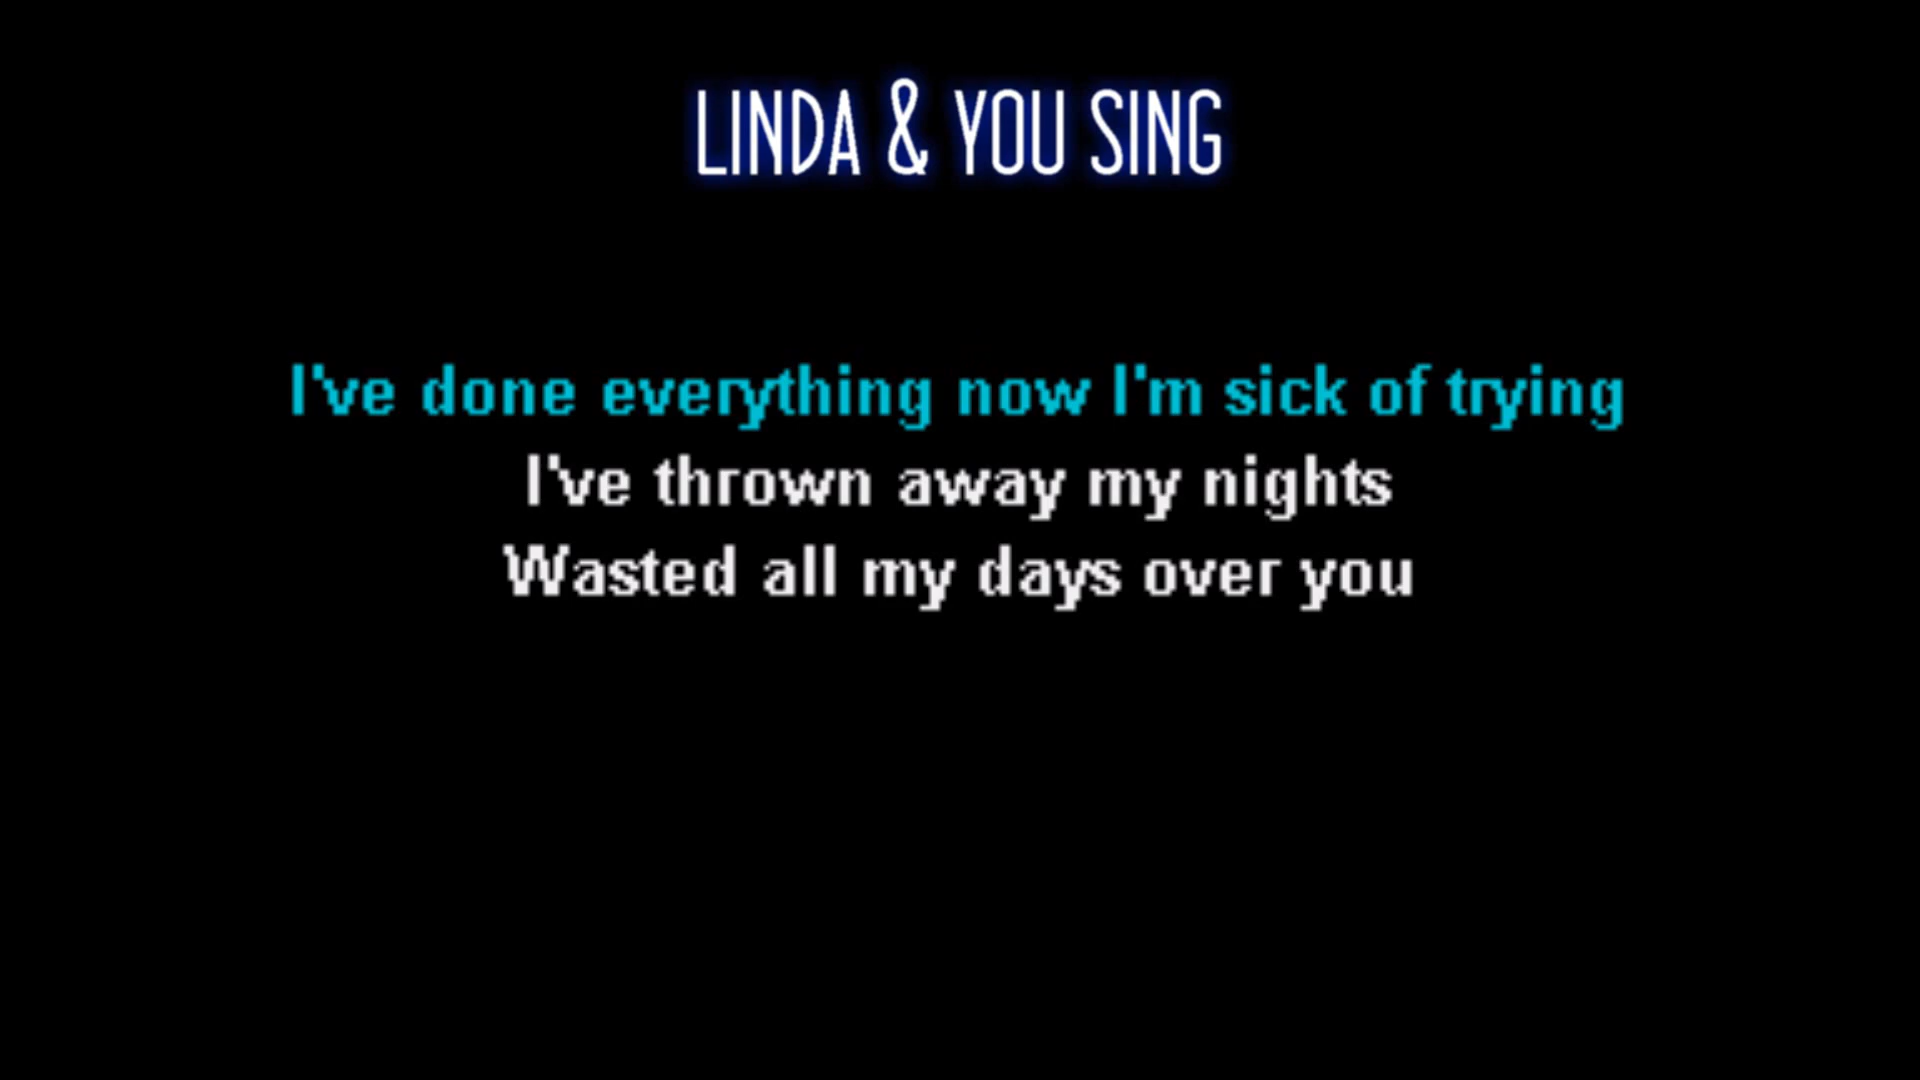 LINDA & YOU SING
I've done everything now I'm sick of trying
I've thrown away my nights
Wasted all my days over you